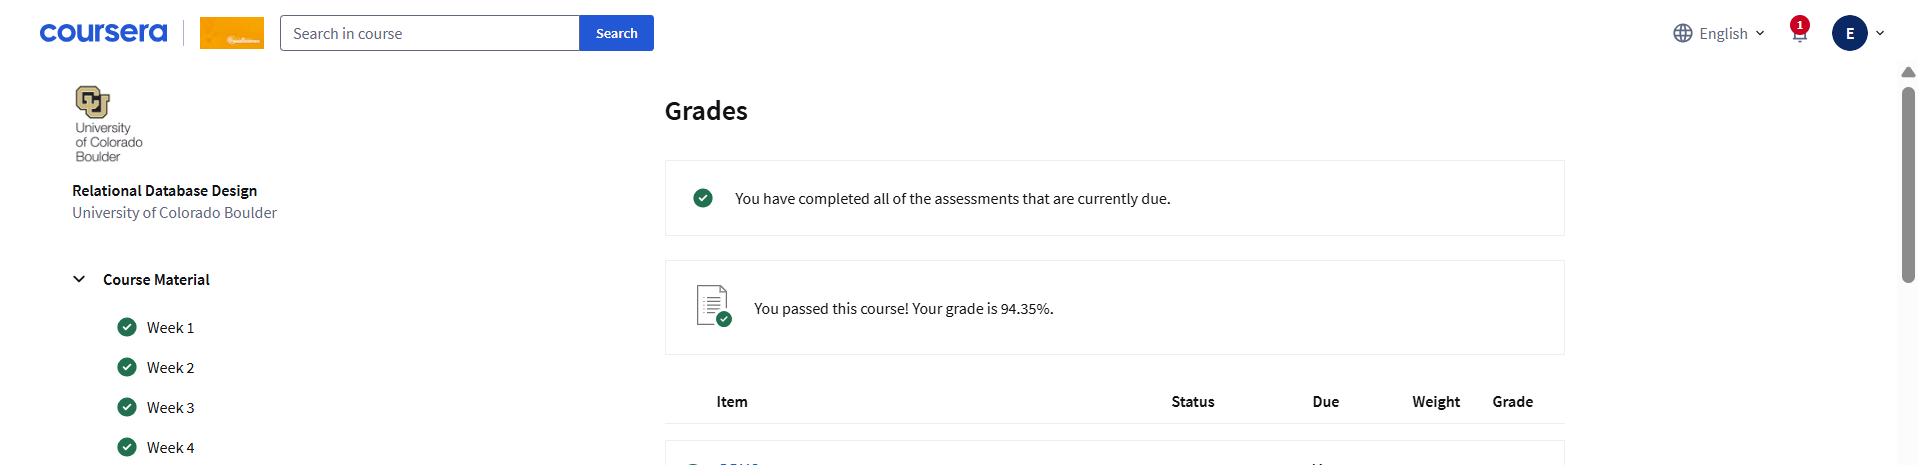 coursera
Search in course
Search
English
1
E
University
of Colorado
Boulder
Relational Database Design
University of Colorado Boulder
Course Material
Week 1
Week 2
Week 3
Week 4
Grades
You have completed all of the assessments that are currently due.
You passed this course! Your grade is 94.35%.
Item Status Due Weight Grade